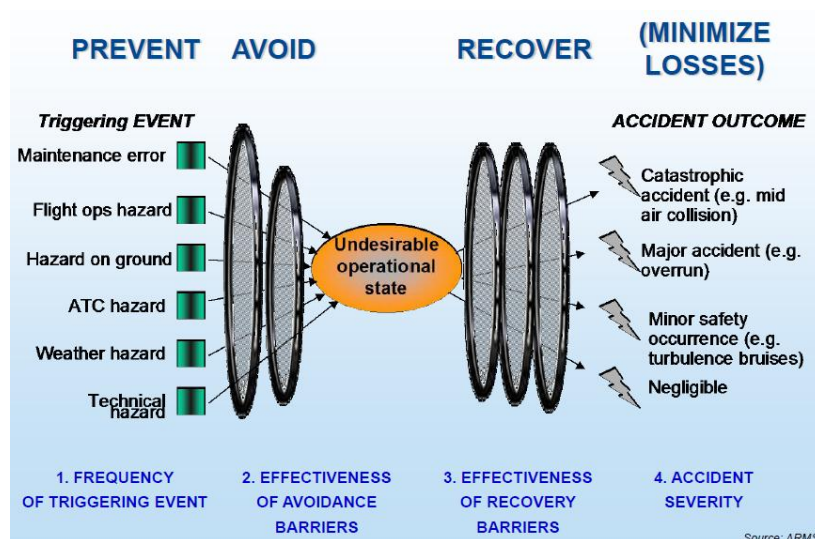 PREVENT
AVOID
RECOVER
(MINIMIZE
LOSSES)
Triggering EVENT
ACCIDENT OUTCOME
Maintenance error
Flight ops hazard
Hazard on ground
ATC hazard
Weather hazard
Technical
hazard
Undesirable
operational
state
Catastrophic
accident (e.g. mid
air collision)
Major accident (e.g.
overrun)
Minor safety
occurrence (e.g.
turbulence bruises)
Negligible
1. FREQUENCY
OF TRIGGERING EVENT
2. EFFECTIVENESS
OF AVOIDANCE
BARRIERS
3. EFFECTIVENESS
OF RECOVERY
BARRIERS
4. ACCIDENT
SEVERITY
Source: ARMS